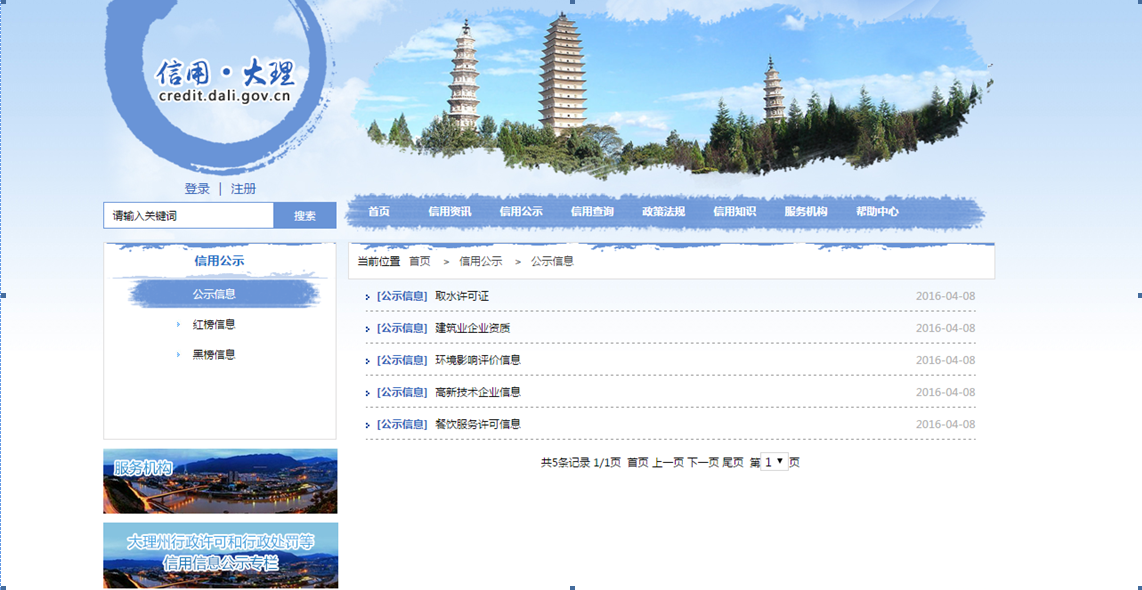 信用·大理
credit.dali.gov.cn
登录 | 注册
请输入关键词 搜索
首页 信用资讯 信用公示 信用查询 政策法规 信用知识 服务机构 帮助中心
信用公示
公示信息
红榜信息
黑榜信息
当前位置 首页 > 信用公示 > 公示信息
[公示信息] 取水许可证 2016-04-08
[公示信息] 建筑业企业资质 2016-04-08
[公示信息] 环境影响评价信息 2016-04-08
[公示信息] 高新技术企业信息 2016-04-08
[公示信息] 餐饮服务许可信息 2016-04-08
共5条记录 1/1页 首页 上一页 下一页 尾页 第 1 页
服务机构
大理州行政许可和行政处罚等
信用信息公示专栏